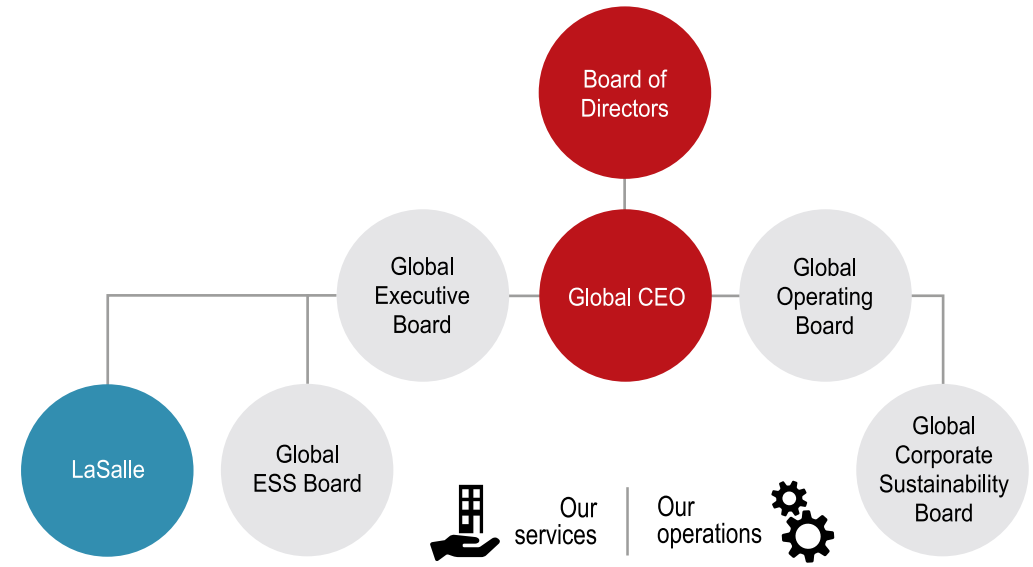 Board of
Directors
Global
Executive
Board
Global CEO
Global
Operating
Board
LaSalle
Global
ESS Board
Global
Corporate
Sustainability
Board
Our
services
Our
operations